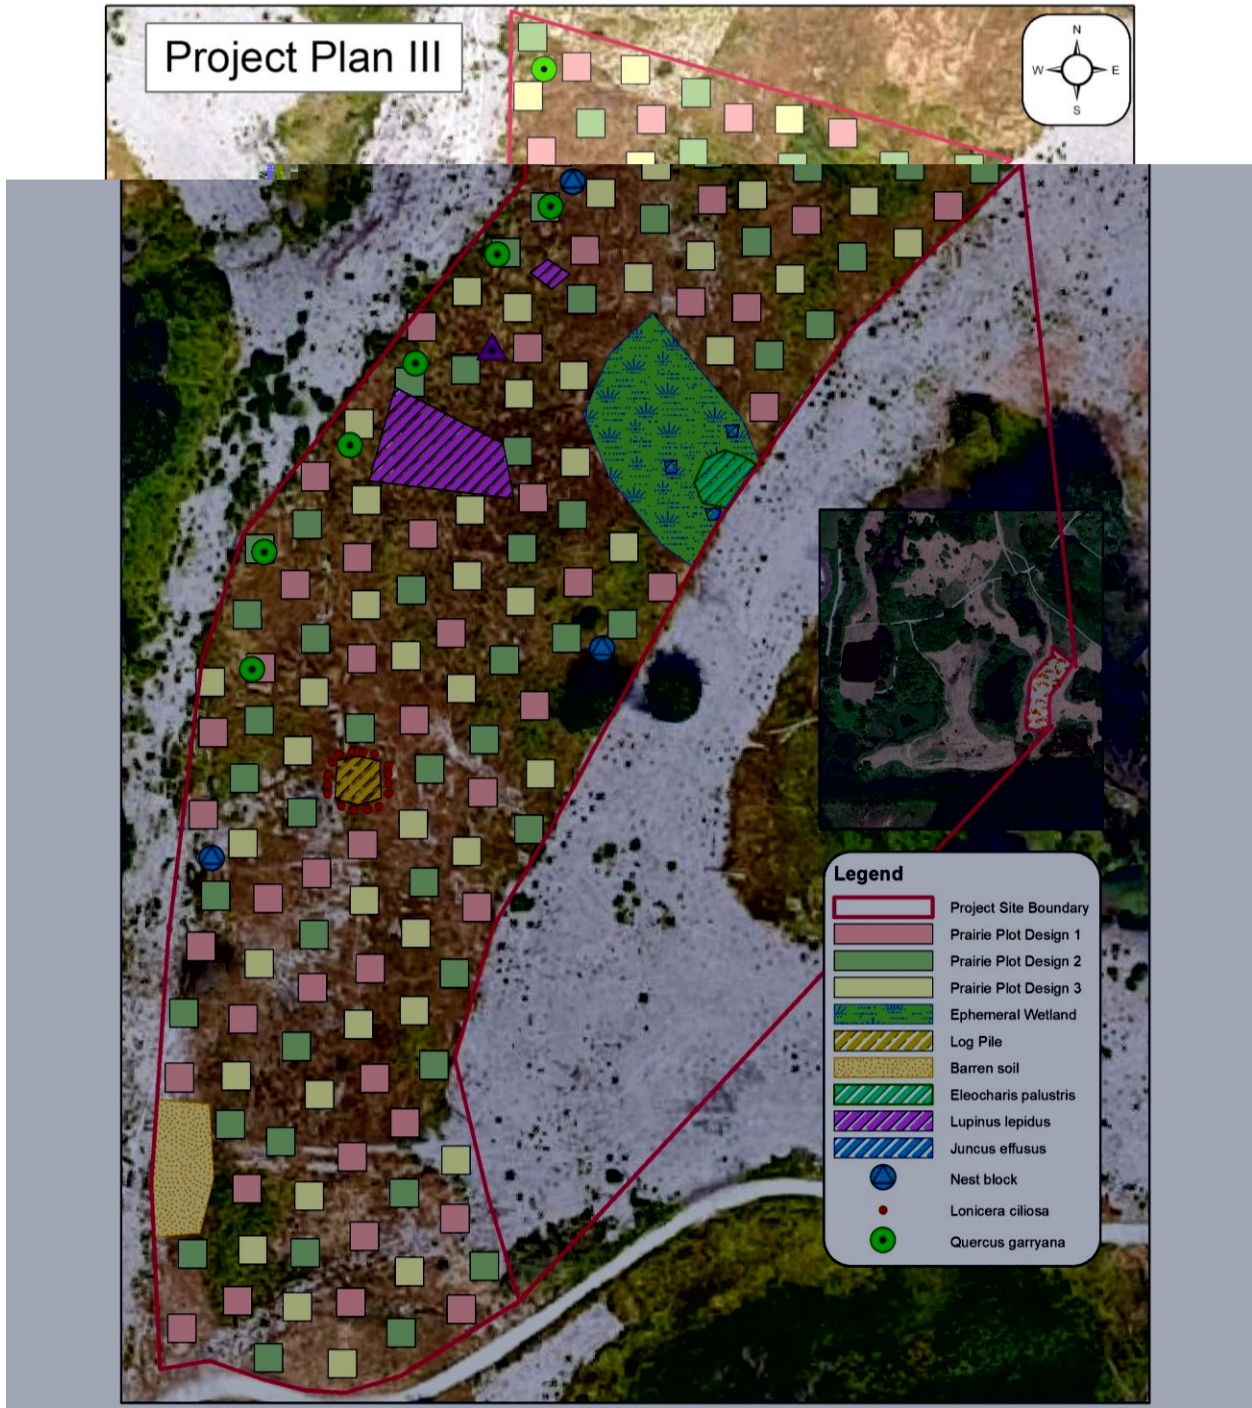 Project Plan III
N
W E
S
Legend
Project Site Boundary
Prairie Plot Design 1
Prairie Plot Design 2
Prairie Plot Design 3
Ephemeral Wetland
Log Pile
Barren soil
Eleocharis palustris
Lupinus lepidus
Juncus effusus
Nest block
Lonicera ciliosa
Quercus garryana